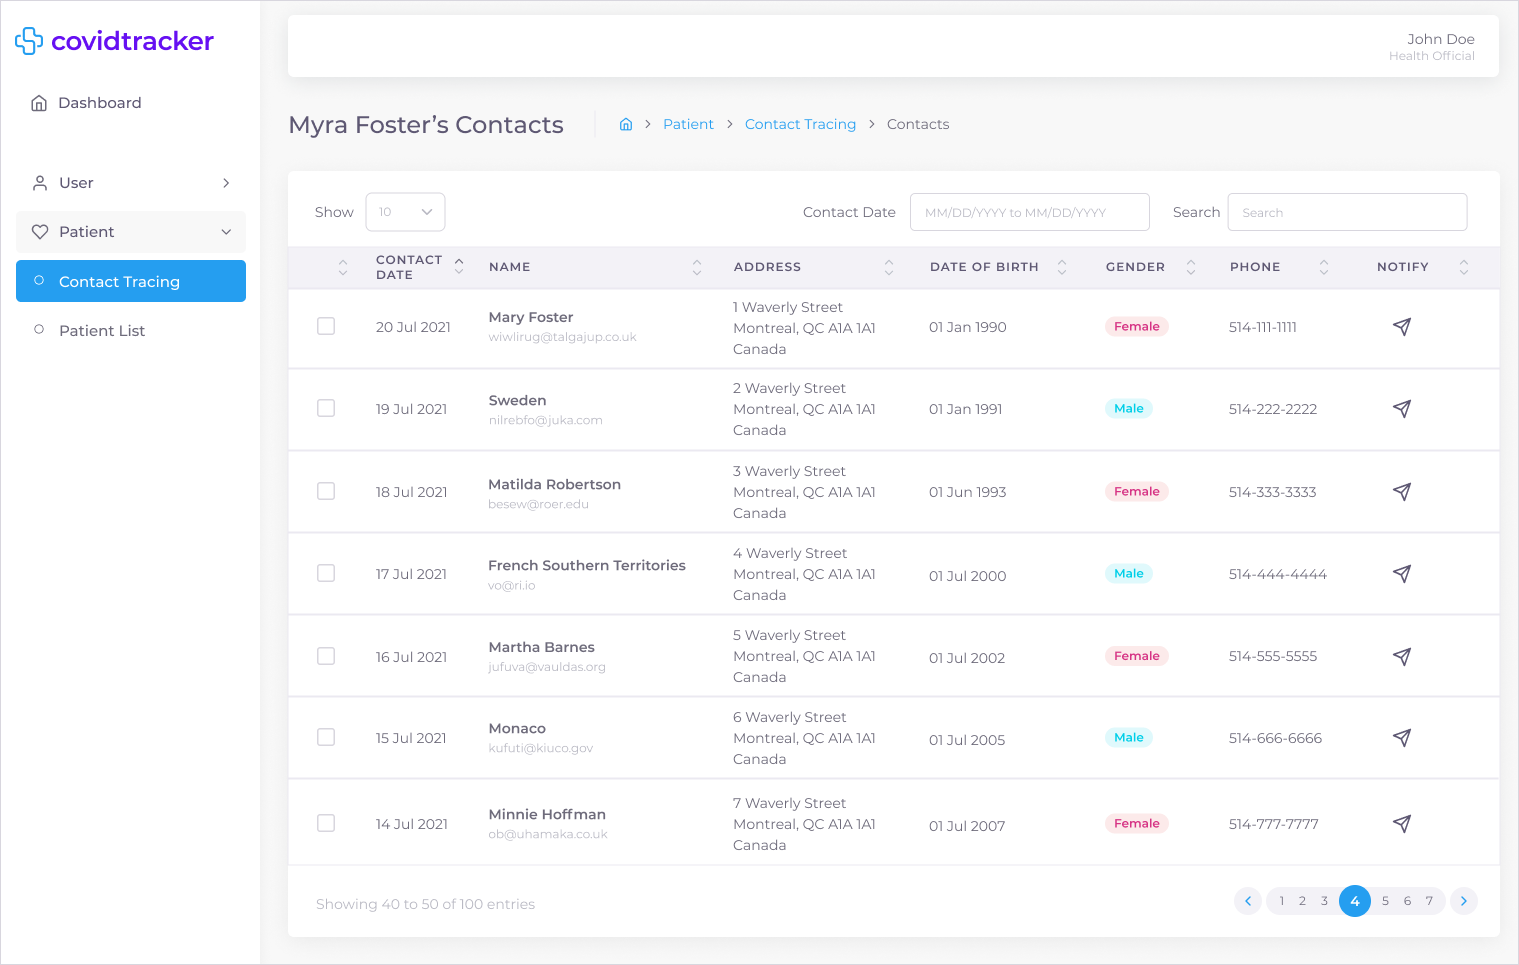 covidtracker
Dashboard
User
Patient
Contact Tracing
Patient List
John Doe
Health Official
Myra Foster’s Contacts
Patient
Contact Tracing
Contacts
Show
10
Contact Date
MM/DD/YYYY to MM/DD/YYYY
Search
Search
CONTACT
DATE
NAME
ADDRESS
DATE OF BIRTH
GENDER
PHONE
NOTIFY
20 Jul 2021
Mary Foster
wiwlirug@talgajup.co.uk
1 Waverly Street
Montreal, QC A1A 1A1
Canada
01 Jan 1990
Female
514-111-1111
19 Jul 2021
Sweden
nilrebfo@juka.com
2 Waverly Street
Montreal, QC A1A 1A1
Canada
01 Jan 1991
Male
514-222-2222
18 Jul 2021
Matilda Robertson
besew@roer.edu
3 Waverly Street
Montreal, QC A1A 1A1
Canada
01 Jun 1993
Female
514-333-3333
17 Jul 2021
French Southern Territories
vo@ri.io
4 Waverly Street
Montreal, QC A1A 1A1
Canada
01 Jul 2000
Male
514-444-4444
16 Jul 2021
Martha Barnes
jufuva@vauldas.org
5 Waverly Street
Montreal, QC A1A 1A1
Canada
01 Jul 2002
Female
514-555-5555
15 Jul 2021
Monaco
kufuti@kiuco.gov
6 Waverly Street
Montreal, QC A1A 1A1
Canada
01 Jul 2005
Male
514-666-6666
14 Jul 2021
Minnie Hoffman
ob@uhamaka.co.uk
7 Waverly Street
Montreal, QC A1A 1A1
Canada
01 Jul 2007
Female
514-777-7777
Showing 40 to 50 of 100 entries
1 2 3 4 5 6 7